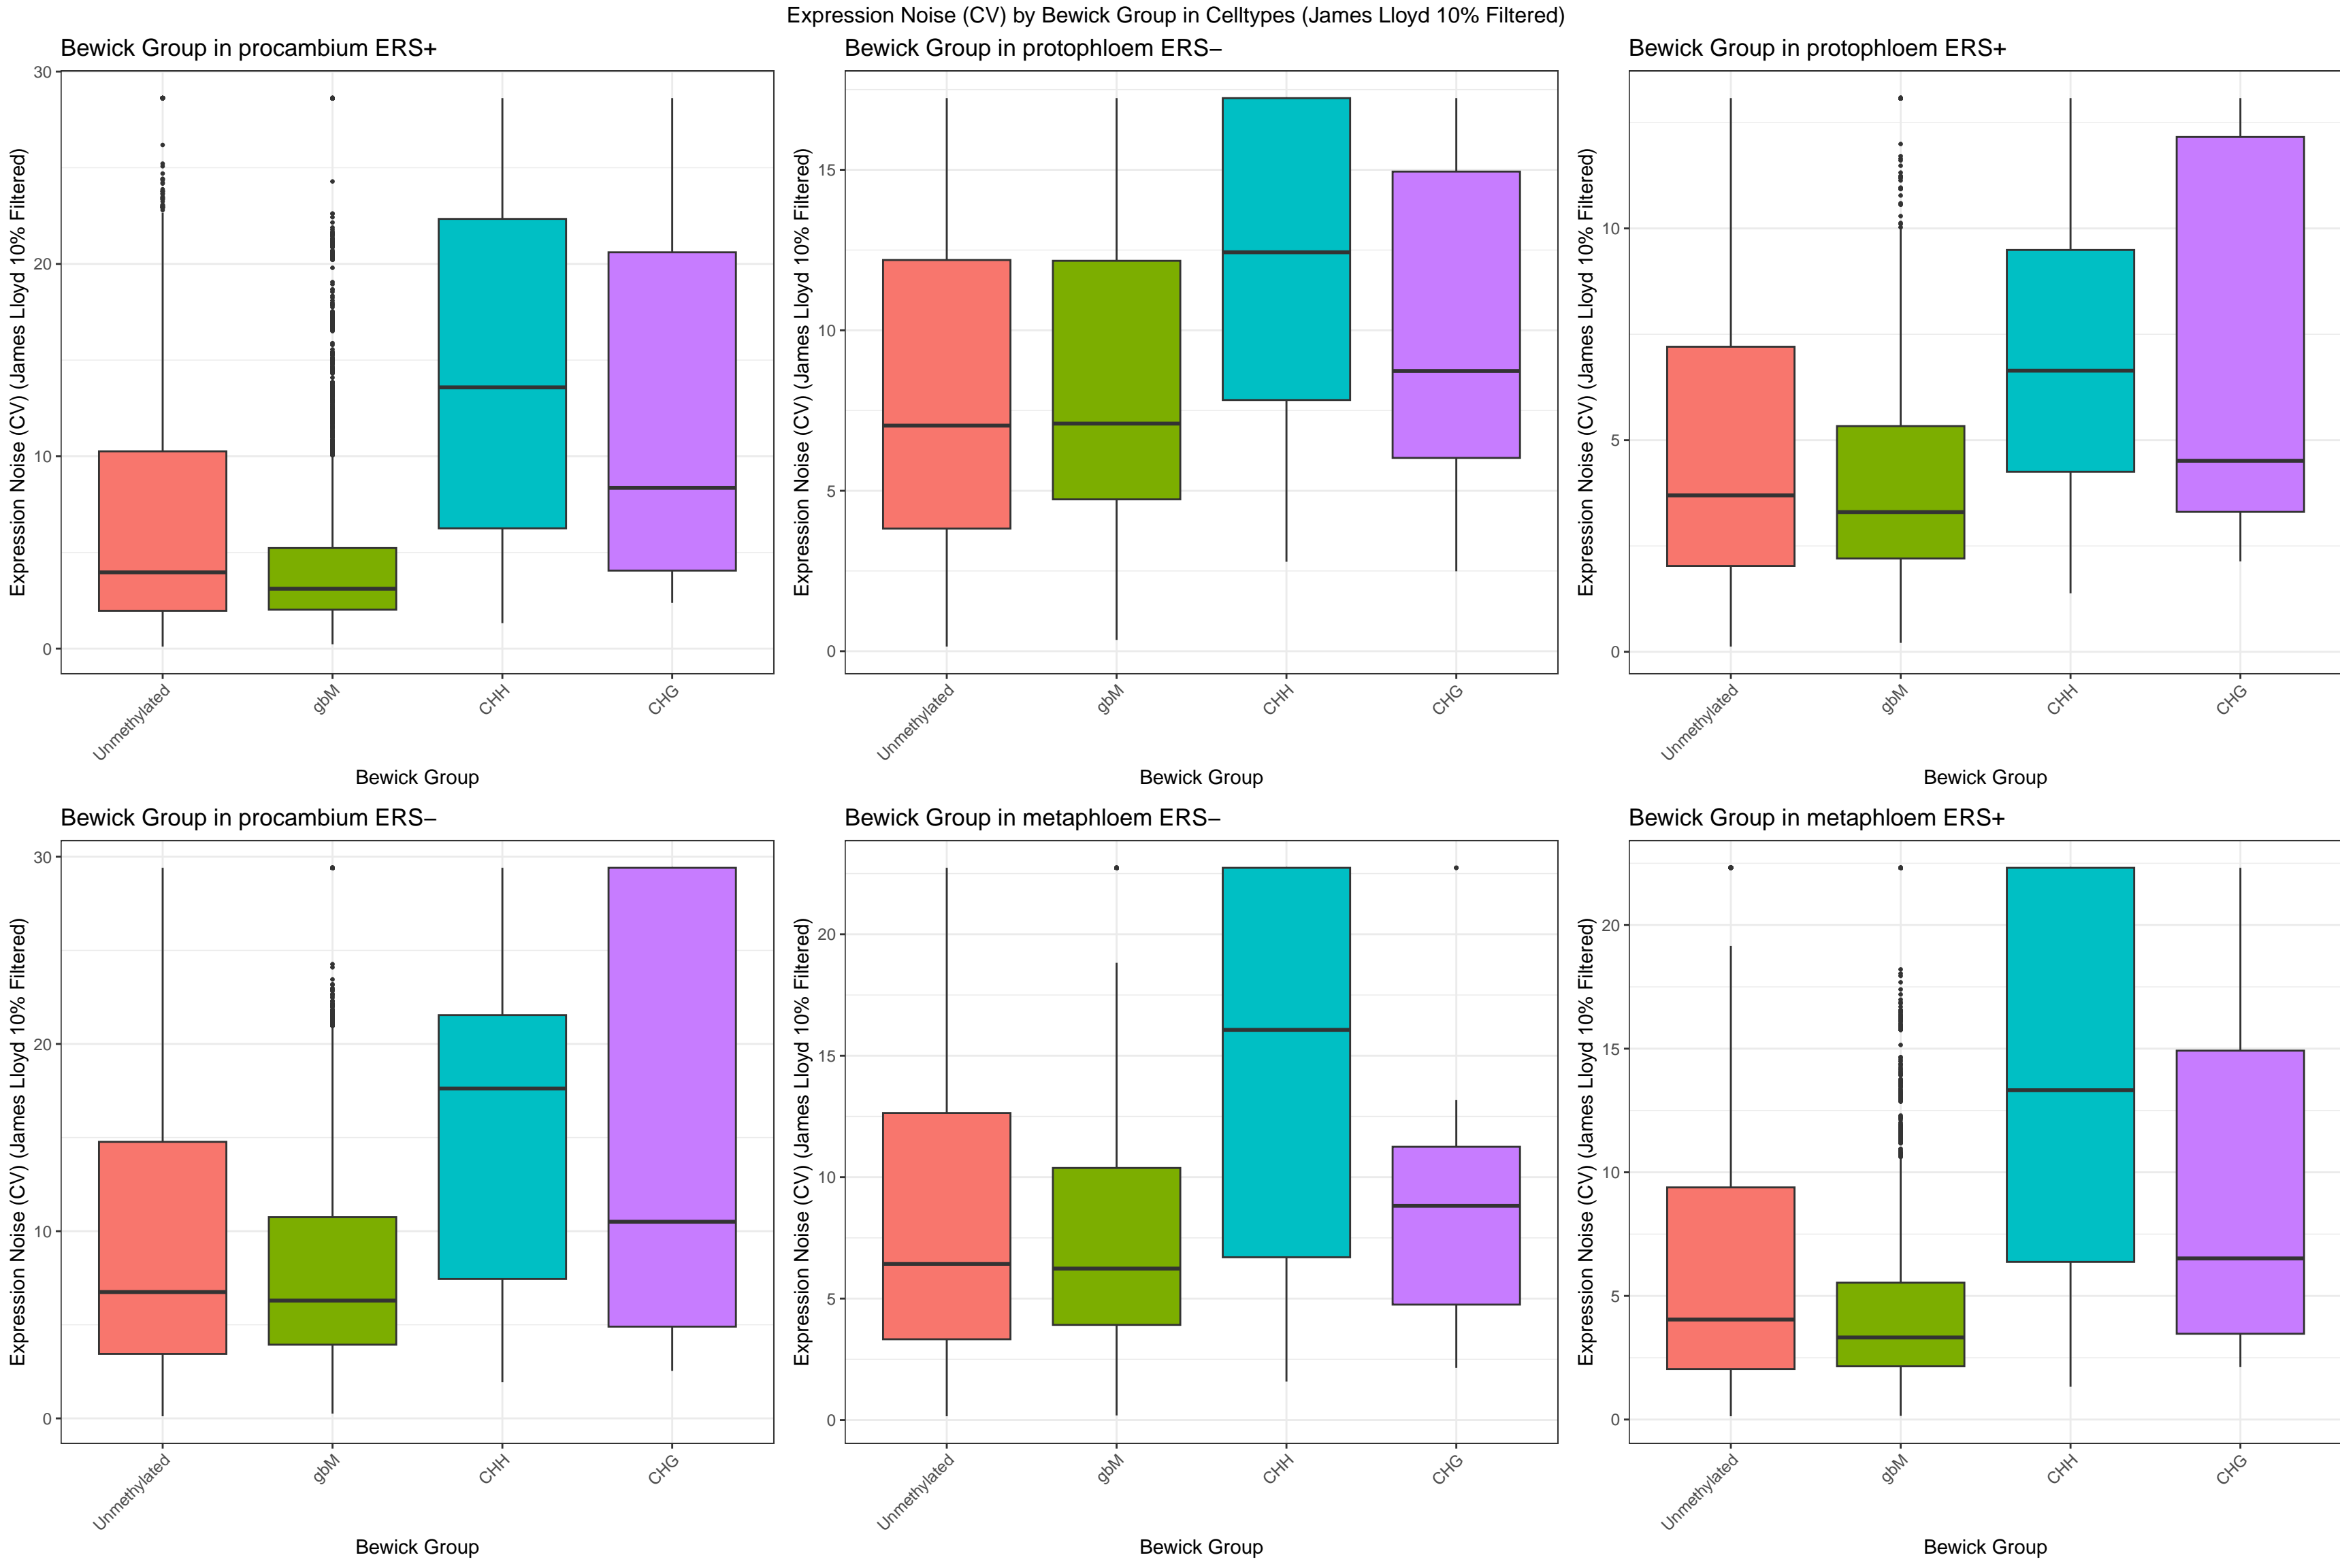 Expression Noise (CV) by Bewick Group in Celltypes (James Lloyd 10% Filtered)
Bewick Group in procambium ERS+
Expression Noise (CV) (James Lloyd 10% Filtered)
30
20
10
0
Unmethylated
gbM
CHH
CHG
Bewick Group
Bewick Group in protophloem ERS−
Expression Noise (CV) (James Lloyd 10% Filtered)
15
10
5
0
Unmethylated
gbM
CHH
CHG
Bewick Group
Bewick Group in protophloem ERS+
Expression Noise (CV) (James Lloyd 10% Filtered)
10
5
0
Unmethylated
gbM
CHH
CHG
Bewick Group
Bewick Group in procambium ERS−
Expression Noise (CV) (James Lloyd 10% Filtered)
30
20
10
0
Unmethylated
gbM
CHH
CHG
Bewick Group
Bewick Group in metaphloem ERS−
Expression Noise (CV) (James Lloyd 10% Filtered)
20
15
10
5
0
Unmethylated
gbM
CHH
CHG
Bewick Group
Bewick Group in metaphloem ERS+
Expression Noise (CV) (James Lloyd 10% Filtered)
20
15
10
5
0
Unmethylated
gbM
CHH
CHG
Bewick Group